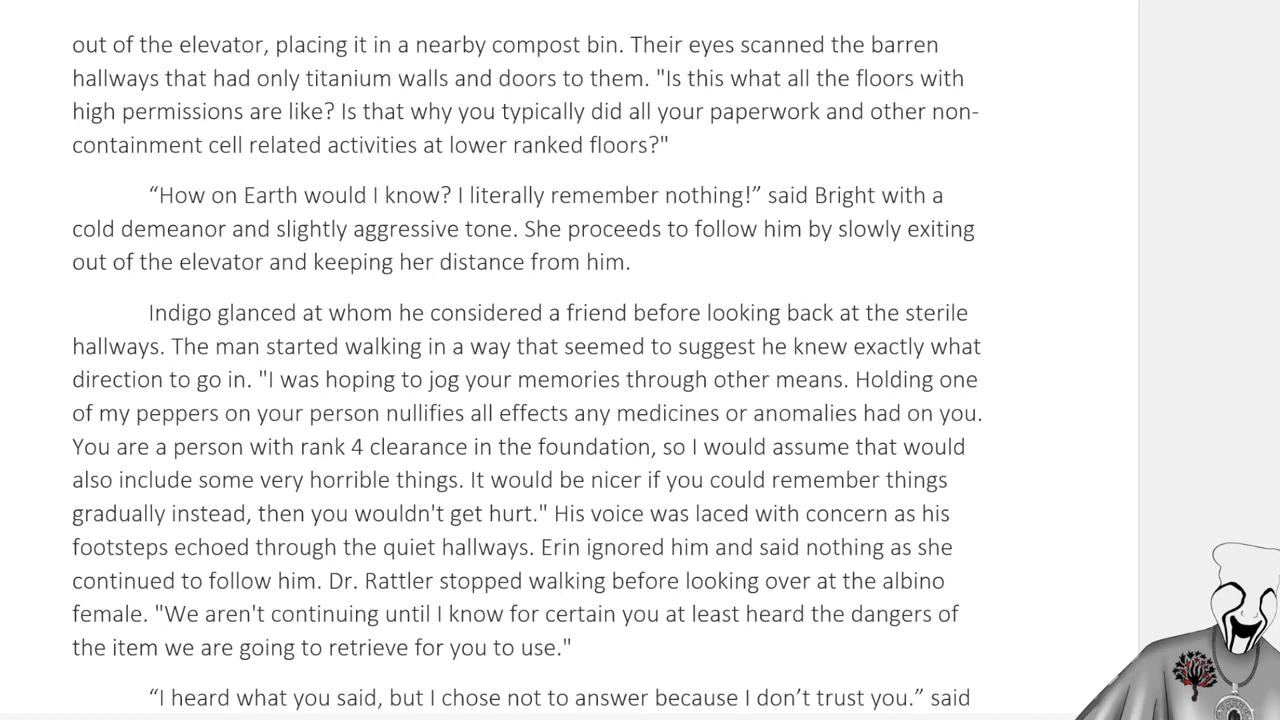 out of the elevator, placing it in a nearby compost bin. Their eyes scanned the barren
hallways that had only titanium walls and doors to them. "Is this what all the floors with
high permissions are like? Is that why you typically did all your paperwork and other non-
containment cell related activities at lower ranked floors?"
“How on Earth would I know? I literally remember nothing!” said Bright with a
cold demeanor and slightly aggressive tone. She proceeds to follow him by slowly exiting
out of the elevator and keeping her distance from him.
Indigo glanced at whom he considered a friend before looking back at the sterile
hallways. The man started walking in a way that seemed to suggest he knew exactly what
direction to go in. "I was hoping to jog your memories through other means. Holding one
of my peppers on your person nullifies all effects any medicines or anomalies had on you.
You are a person with rank 4 clearance in the foundation, so I would assume that would
also include some very horrible things. It would be nicer if you could remember things
gradually instead, then you wouldn't get hurt." His voice was laced with concern as his
footsteps echoed through the quiet hallways. Erin ignored him and said nothing as she
continued to follow him. Dr. Rattler stopped walking before looking over at the albino
female. "We aren't continuing until I know for certain you at least heard the dangers of
the item we are going to retrieve for you to use."
“I heard what you said, but I chose not to answer because I don’t trust you.” said